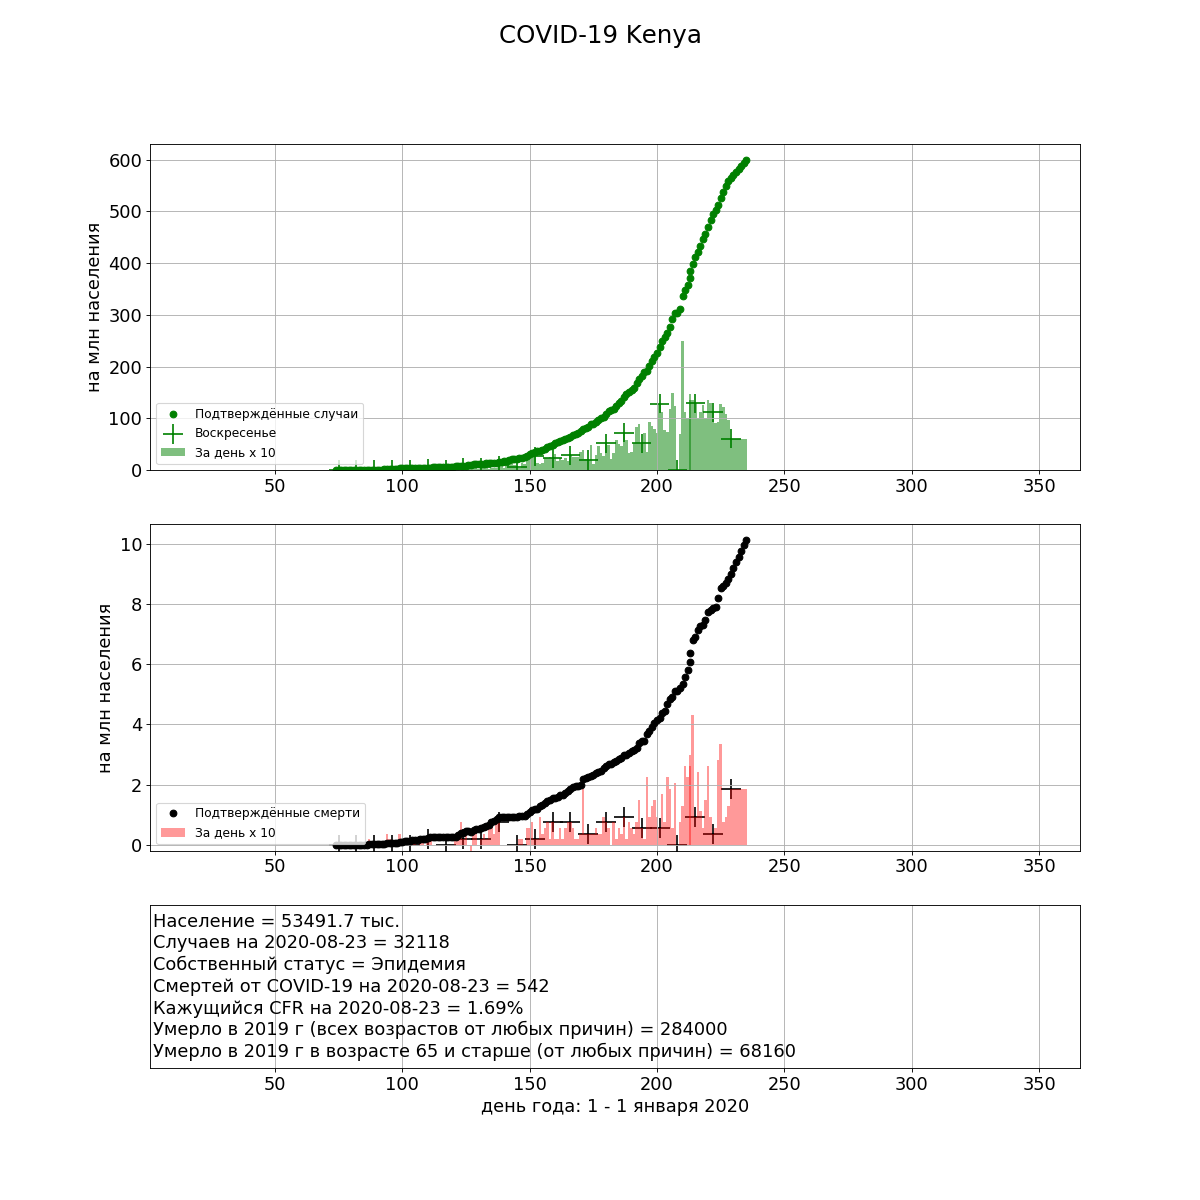 COVID-19 Kenya
600
500
400
300
200
100
0
на млн населения
Подтверждённые случаи
Воскресенье
За день x 10
50 100 150 200 250 300 350
10
8
6
4
2
0
на млн населения
Подтверждённые смерти
За день x 10
50 100 150 200 250 300 350
Население = 53491.7 тыс.
Случаев на 2020-08-23 = 32118
Собственный статус = Эпидемия
Смертей от COVID-19 на 2020-08-23 = 542
Кажущийся CFR на 2020-08-23 = 1.69%
Умерло в 2019 г (всех возрастов от любых причин) = 284000
Умерло в 2019 г в возрасте 65 и старше (от любых причин) = 68160
50 100 150 200 250 300 350
день года: 1 - 1 января 2020